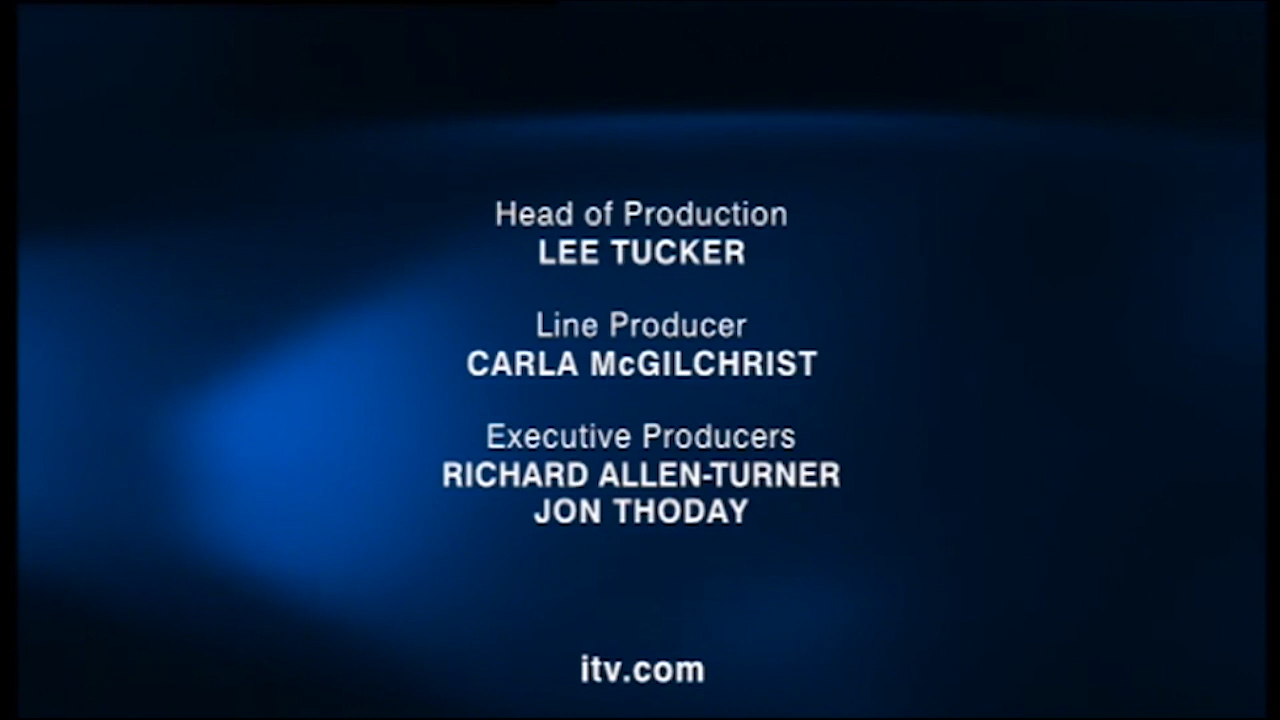 Head of Production
LEE TUCKER
Line Producer
CARLA McGILCHRIST
Executive Producers
RICHARD ALLEN-TURNER
JON THODAY
itv.com